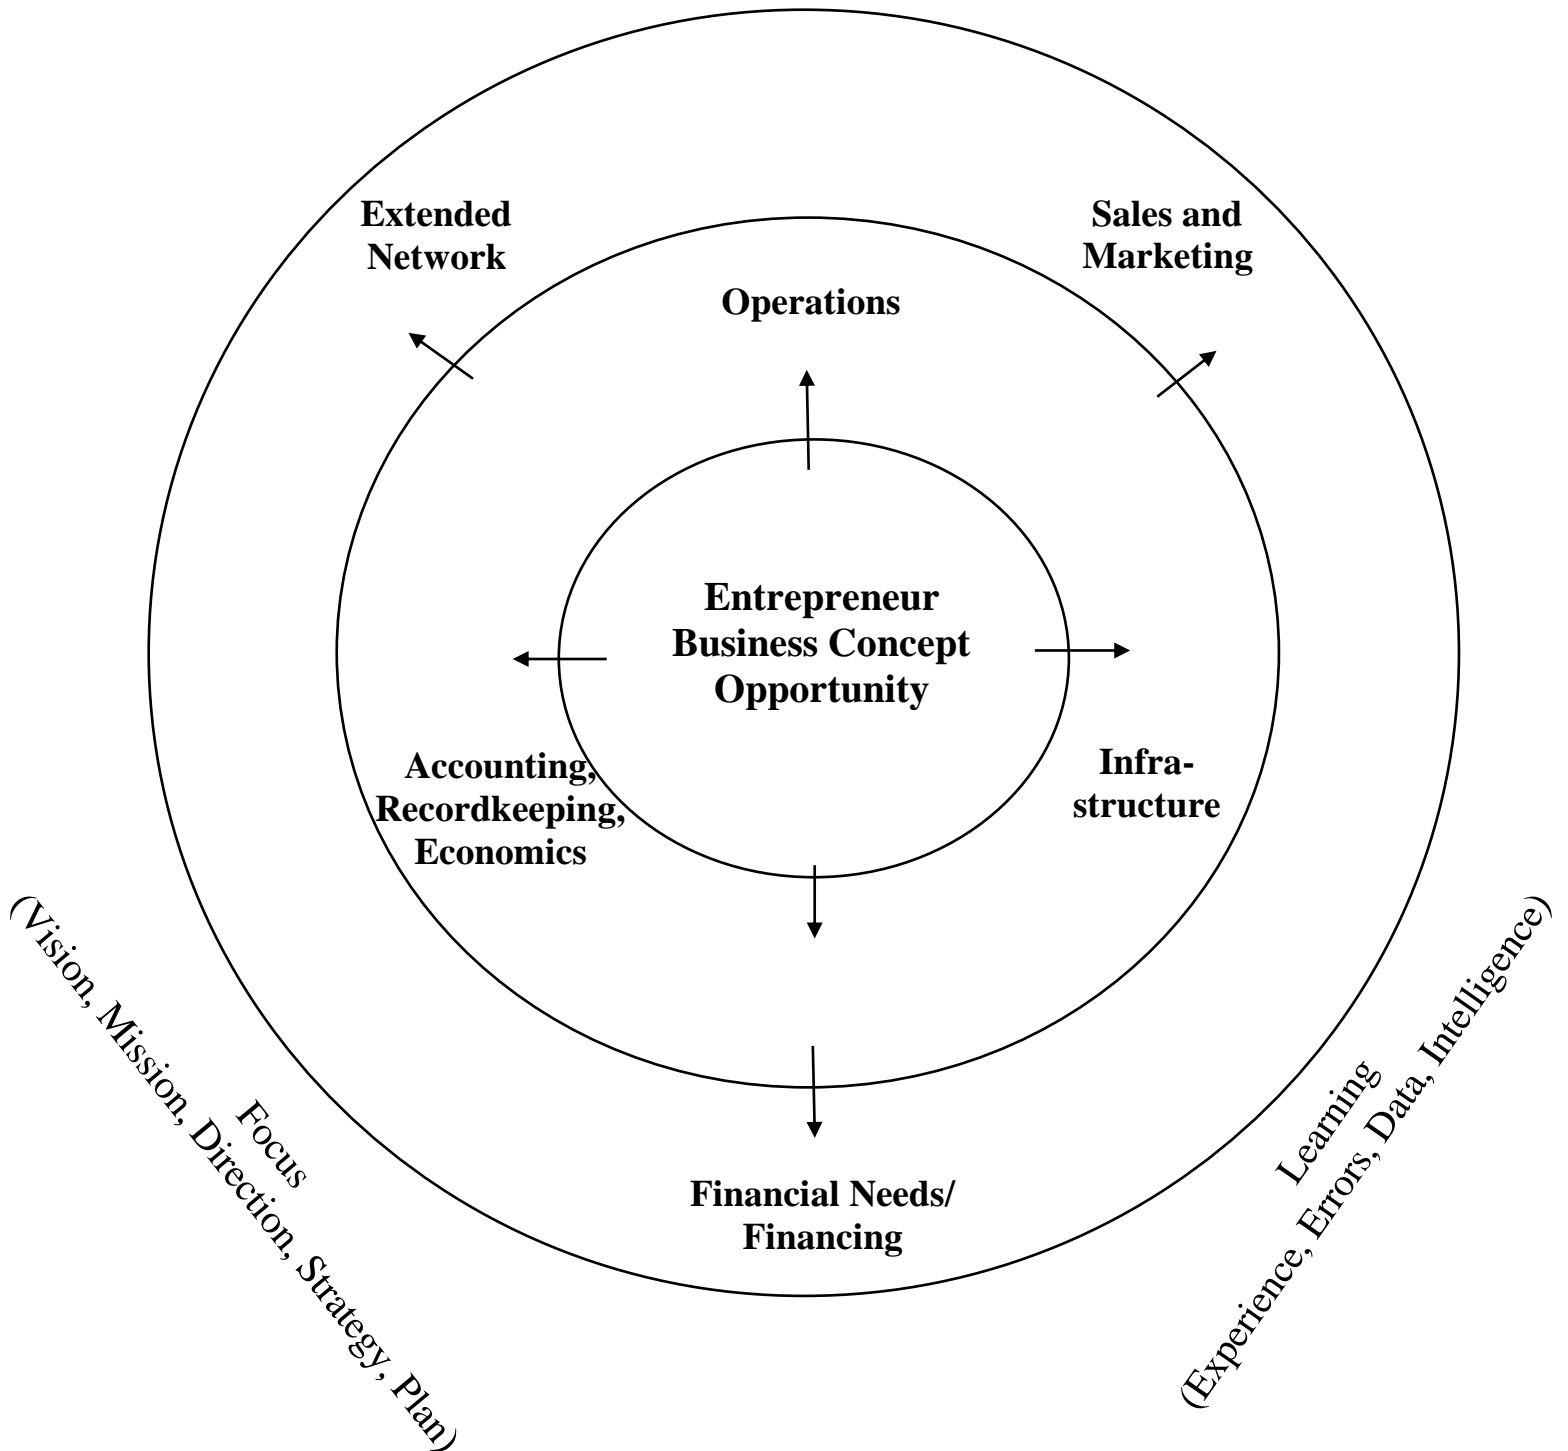 Extended
Network
Sales and
Marketing
Operations
Entrepreneur
Business Concept
Opportunity
Accounting,
Recordkeeping,
Economics
Infra-
structure
Financial Needs/
Financing
Focus
(Vision, Mission, Direction, Strategy, Plan)
Learning
(Experience, Errors, Data, Intelligence)